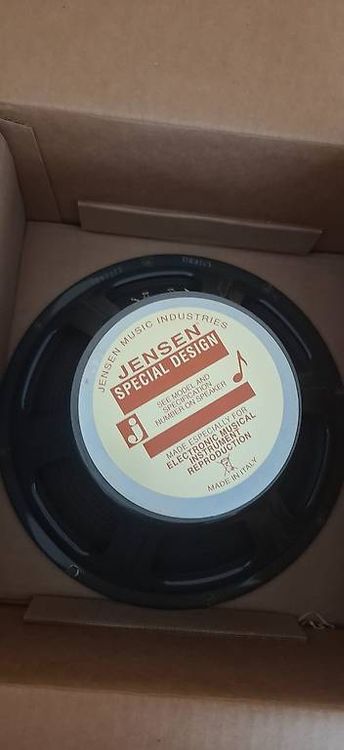 JENSEN MUSIC INDUSTRIES
JENSEN
SPECIAL DESIGN
SEE MODEL AND
SPECIFICATION
NUMBER ON SPEAKER
j
MADE ESPECIALLY FOR
ELECTRONIC MUSICAL
INSTRUMENT
REPRODUCTION
MADE IN ITALY